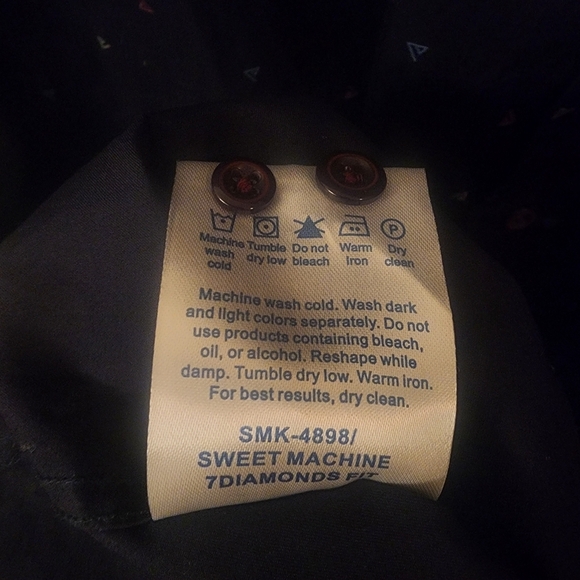 P
Machine wash cold
Tumble dry low
Do not bleach
Warm Iron
Dry clean
Machine wash cold. Wash dark
and light colors separately. Do not
use products containing bleach,
oil, or alcohol. Reshape while
damp. Tumble dry low. Warm iron.
For best results, dry clean.
SMK-4898/
SWEET MACHINE
7DIAMONDS FIT